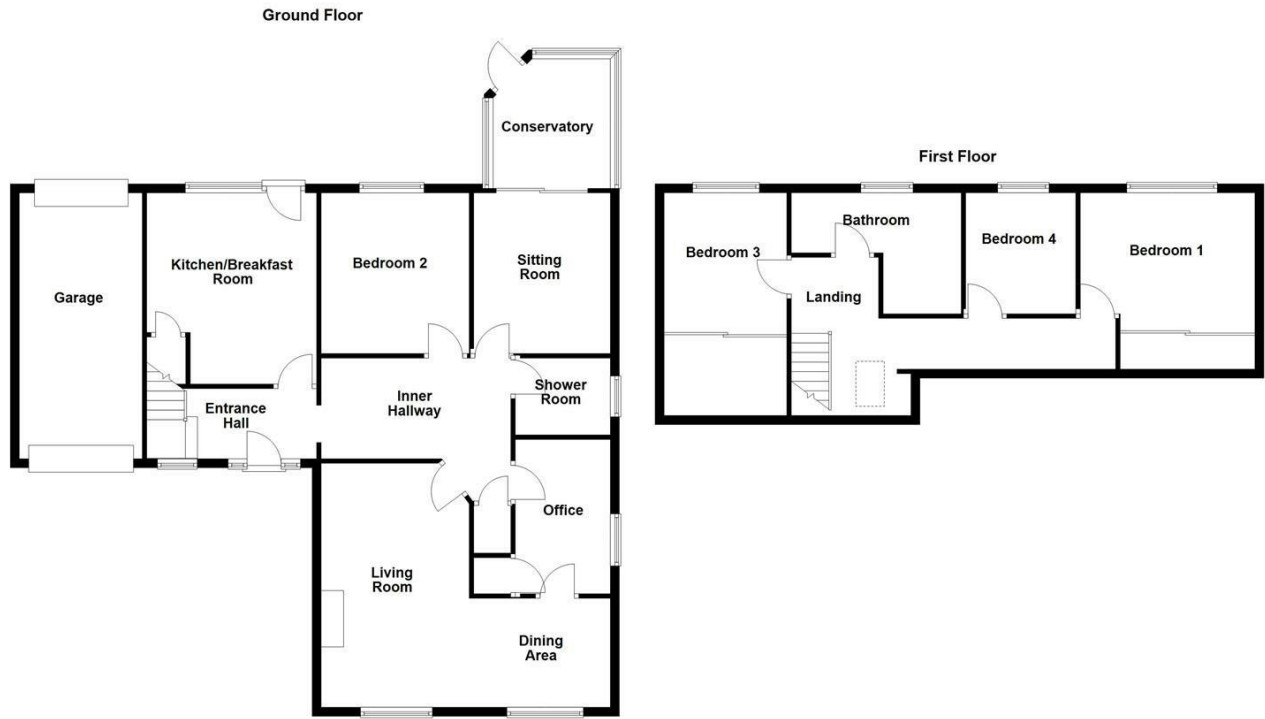 Ground Floor
Conservatory
Kitchen/Breakfast
Room
Bedroom 2
Sitting
Room
Garage
Shower
Room
Inner
Hallway
Entrance
Hall
Office
Living
Room
Dining
Area
First Floor
Bathroom
Bedroom 3
Bedroom 4
Bedroom 1
Landing